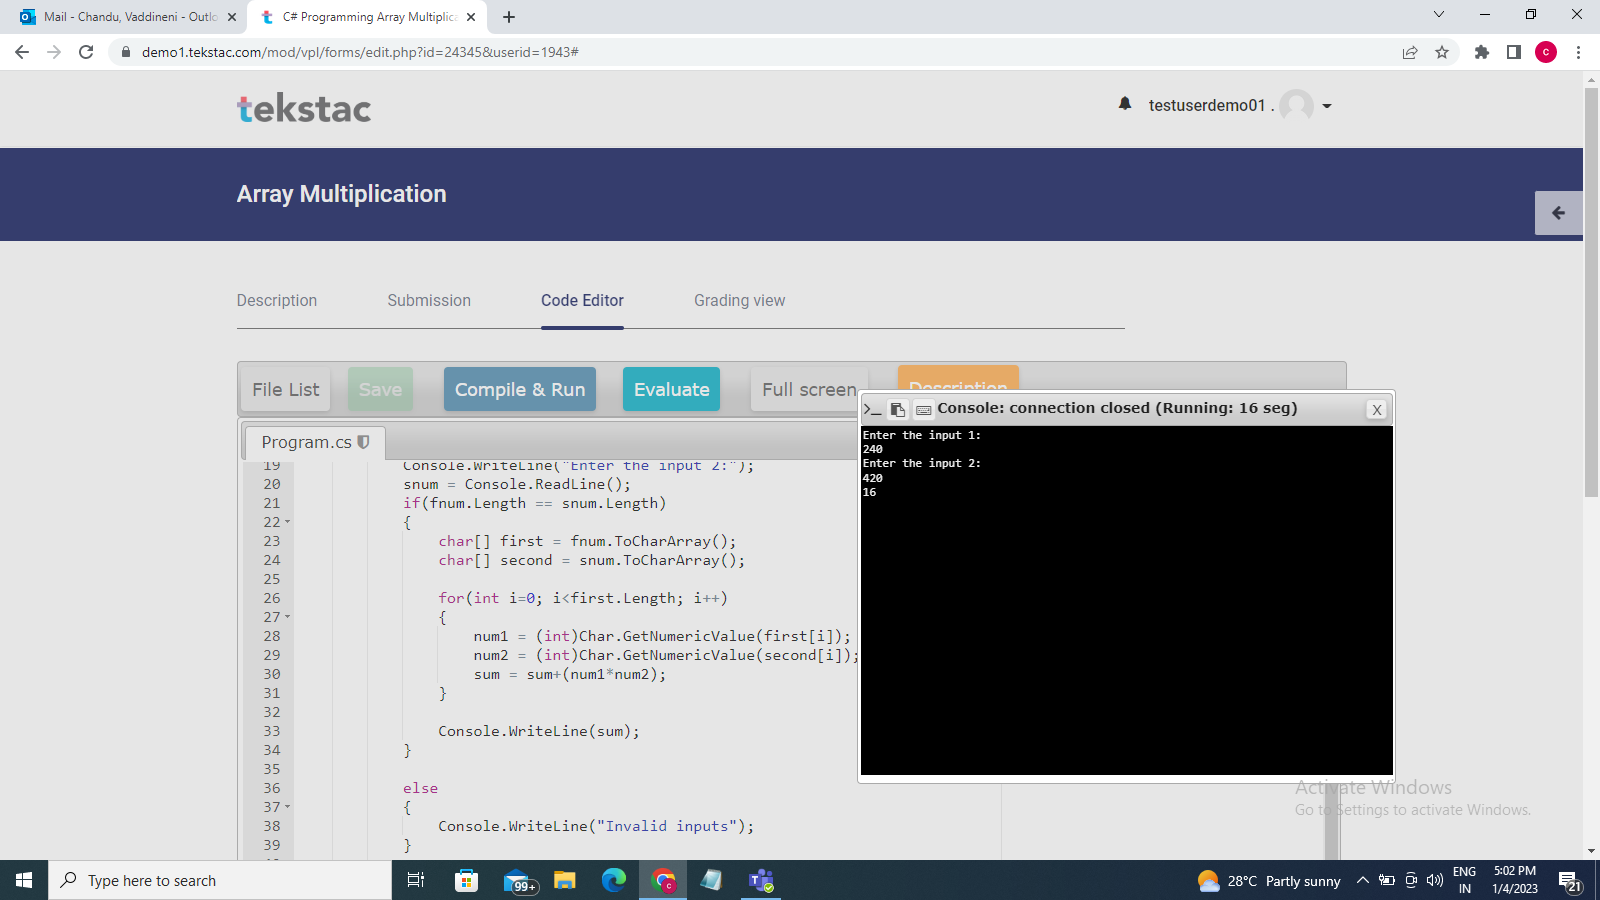 Mail - Chandu, Vaddineni - Outlo
C# Programming Array Multiplica
demo1.tekstac.com/mod/vpl/forms/edit.php?id=24345&userid=1943#
c
tekstac
testuserdemo01 .
Array Multiplication
Description Submission Code Editor Grading view
File List Save Compile & Run Evaluate Full screen Description
Console: connection closed (Running: 16 seg) X
Enter the input 1:
240
Enter the input 2:
420
16
Program.cs
19 Console.WriteLine("Enter the input 2:");
20 snum = Console.ReadLine();
21 if(fnum.Length == snum.Length)
22 {
23 char[] first = fnum.ToCharArray();
24 char[] second = snum.ToCharArray();
25
26 for(int i=0; i<first.Length; i++)
27 {
28 num1 = (int)Char.GetNumericValue(first[i]);
29 num2 = (int)Char.GetNumericValue(second[i]);
30 sum = sum+(num1*num2);
31 }
32
33 Console.WriteLine(sum);
34 }
35
36 else
37 {
38 Console.WriteLine("Invalid inputs");
39 }
Activate Windows
Go to Settings to activate Windows.
Type here to search
99+
28°C Partly sunny
ENG
IN
5:02 PM
1/4/2023
21